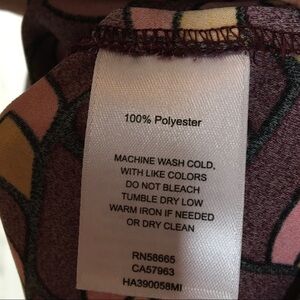 100% Polyester
MACHINE WASH COLD,
WITH LIKE COLORS
DO NOT BLEACH
TUMBLE DRY LOW
WARM IRON IF NEEDED
OR DRY CLEAN
RN58665
CA57963
HA390058MI